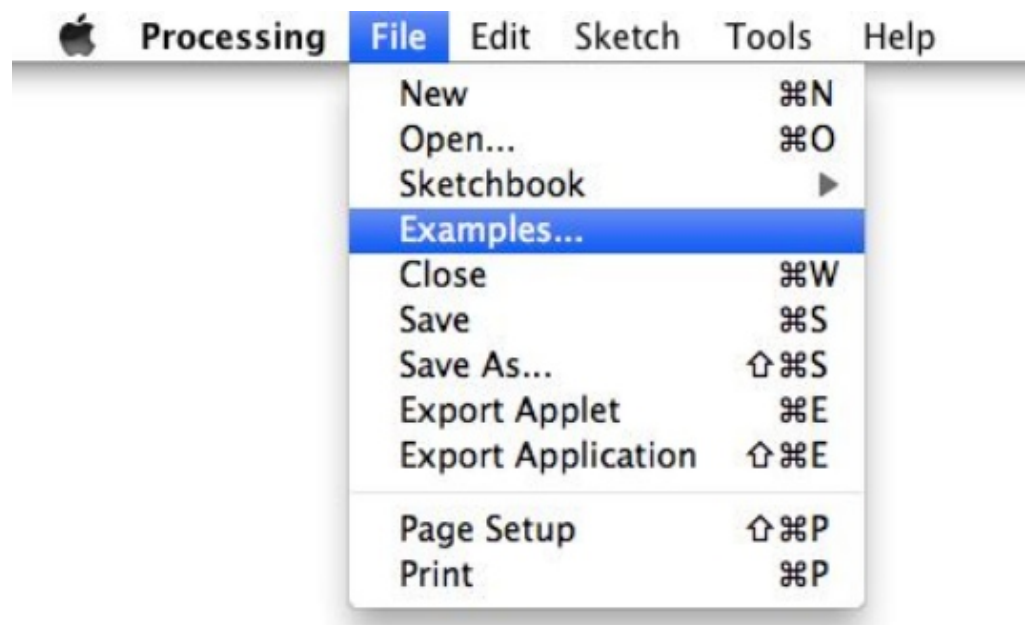 Processing File Edit Sketch Tools Help
New ⌘N
Open... ⌘O
Sketchbook ▶
Examples...
Close ⌘W
Save ⌘S
Save As... ⇧⌘S
Export Applet ⌘E
Export Application ⇧⌘E
Page Setup ⇧⌘P
Print ⌘P